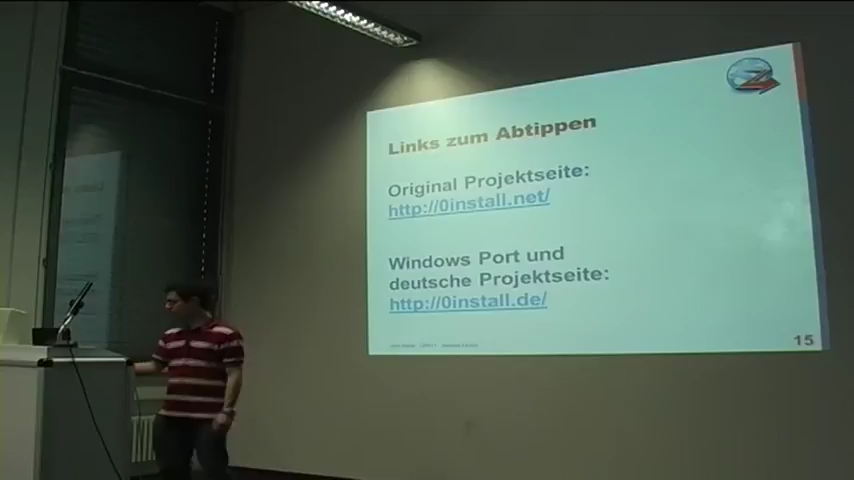 Links zum Abtippen
Original Projektseite:
http://0install.net/
Windows Port und
deutsche Projektseite:
http://0install.de/
15